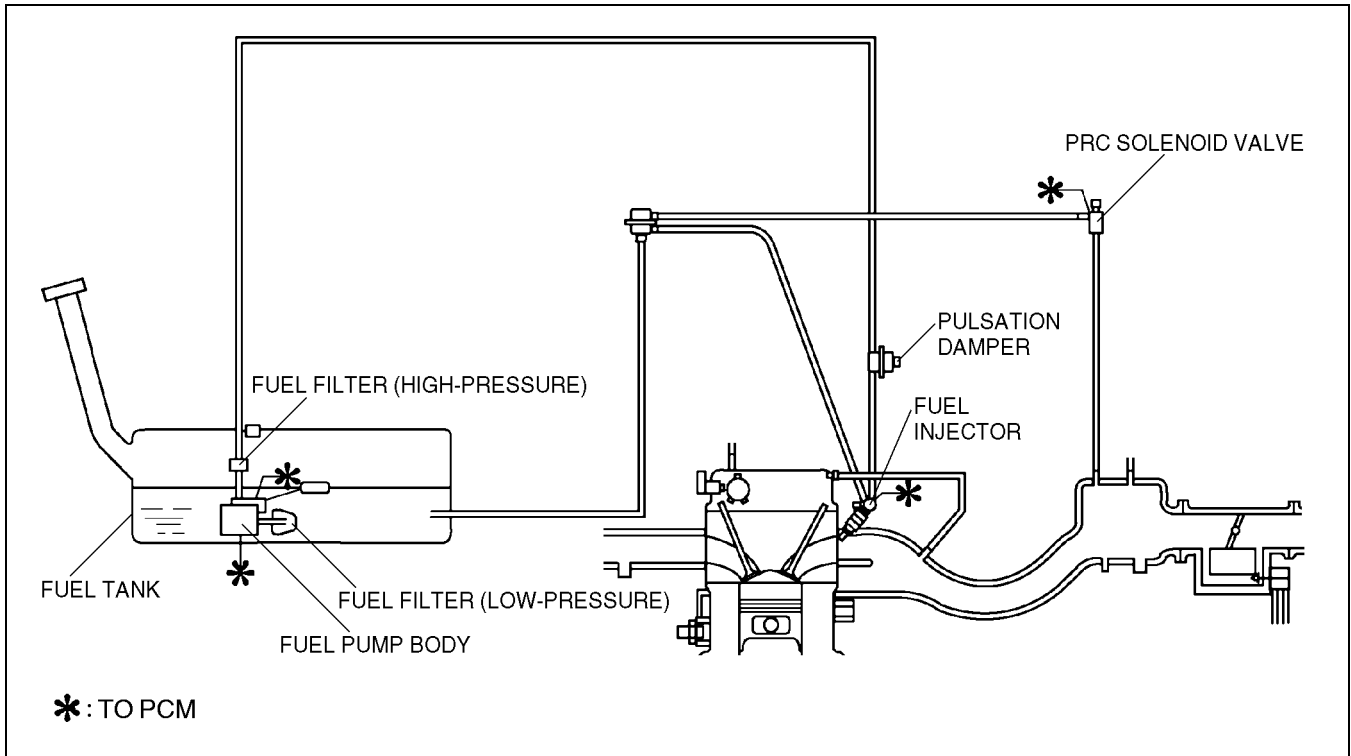 PRC SOLENOID VALVE
PULSATION
DAMPER
FUEL FILTER (HIGH-PRESSURE)
FUEL
INJECTOR
FUEL TANK
FUEL FILTER (LOW-PRESSURE)
FUEL PUMP BODY
*: TO PCM